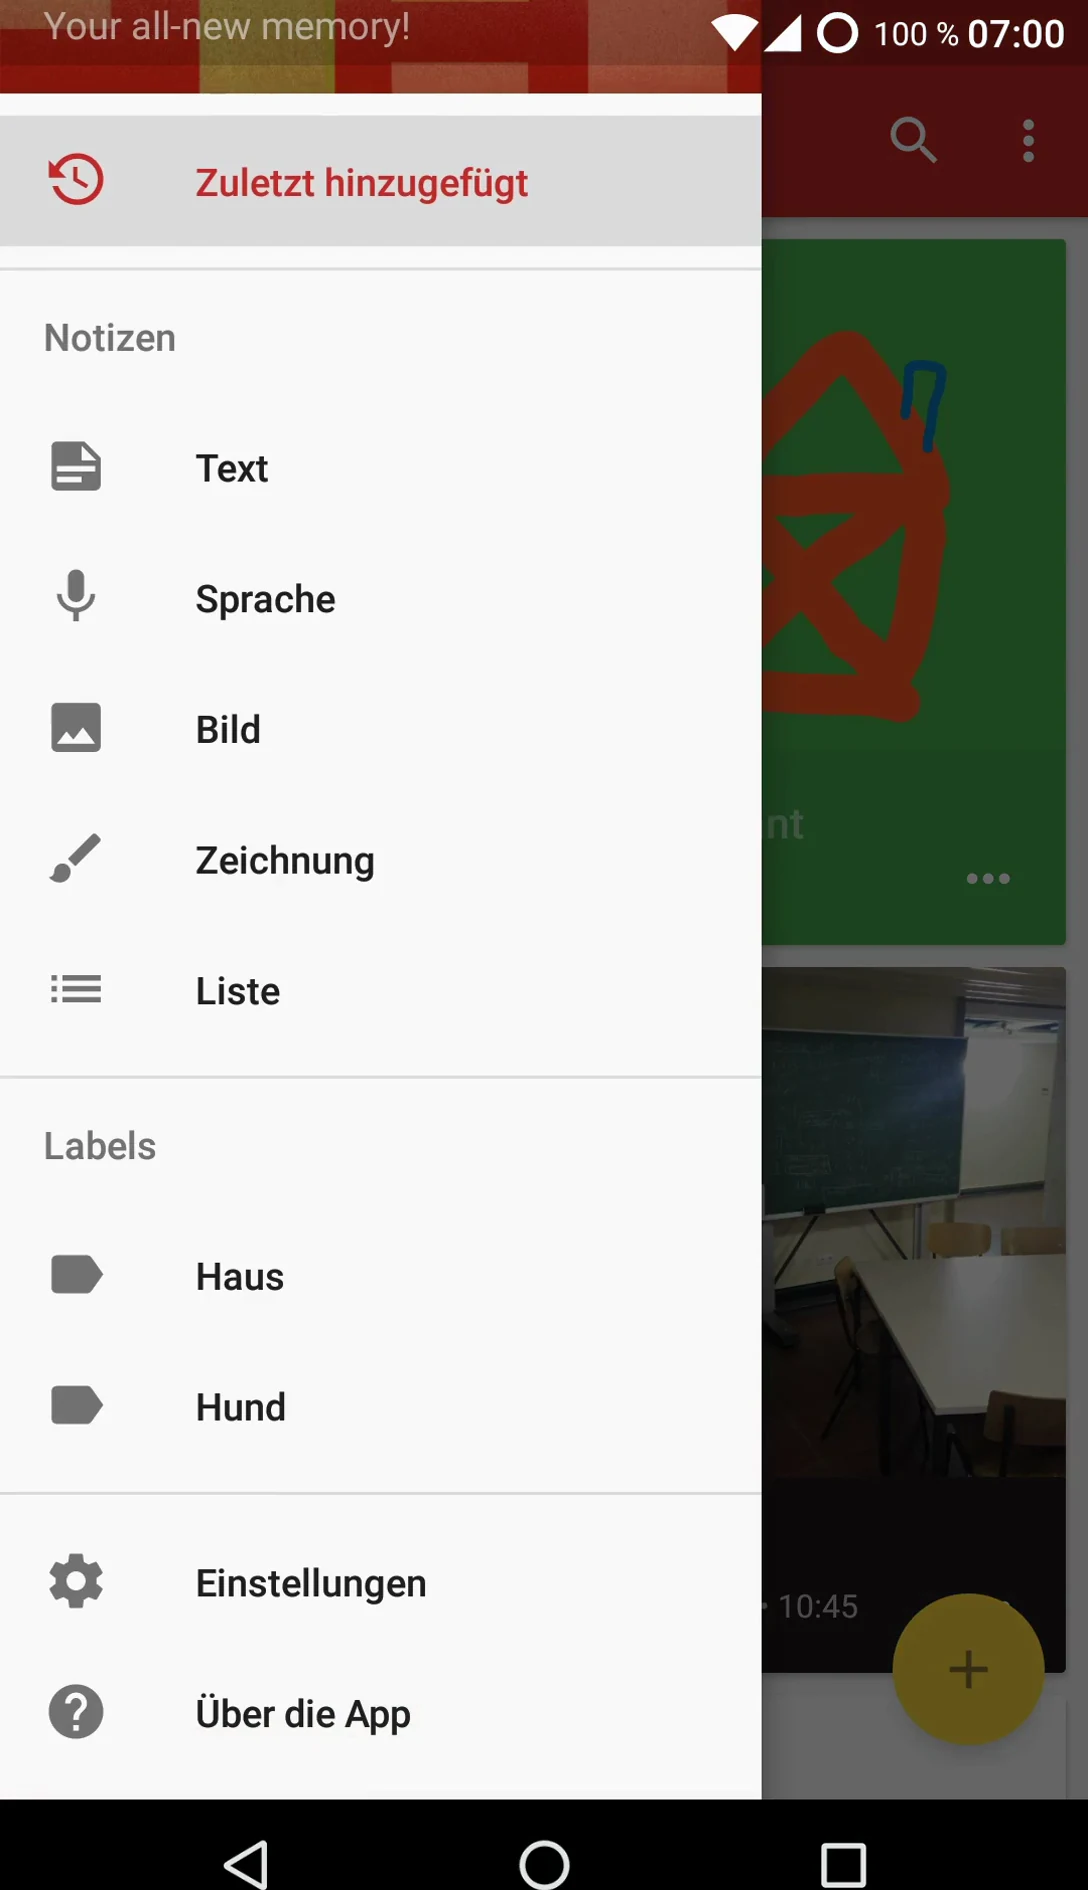 Your all-new memory!
100 % 07:00
Zuletzt hinzugefügt
Notizen
Text
Sprache
Bild
Zeichnung
Liste
Labels
Haus
Hund
Einstellungen
Über die App
nt
• 10:45